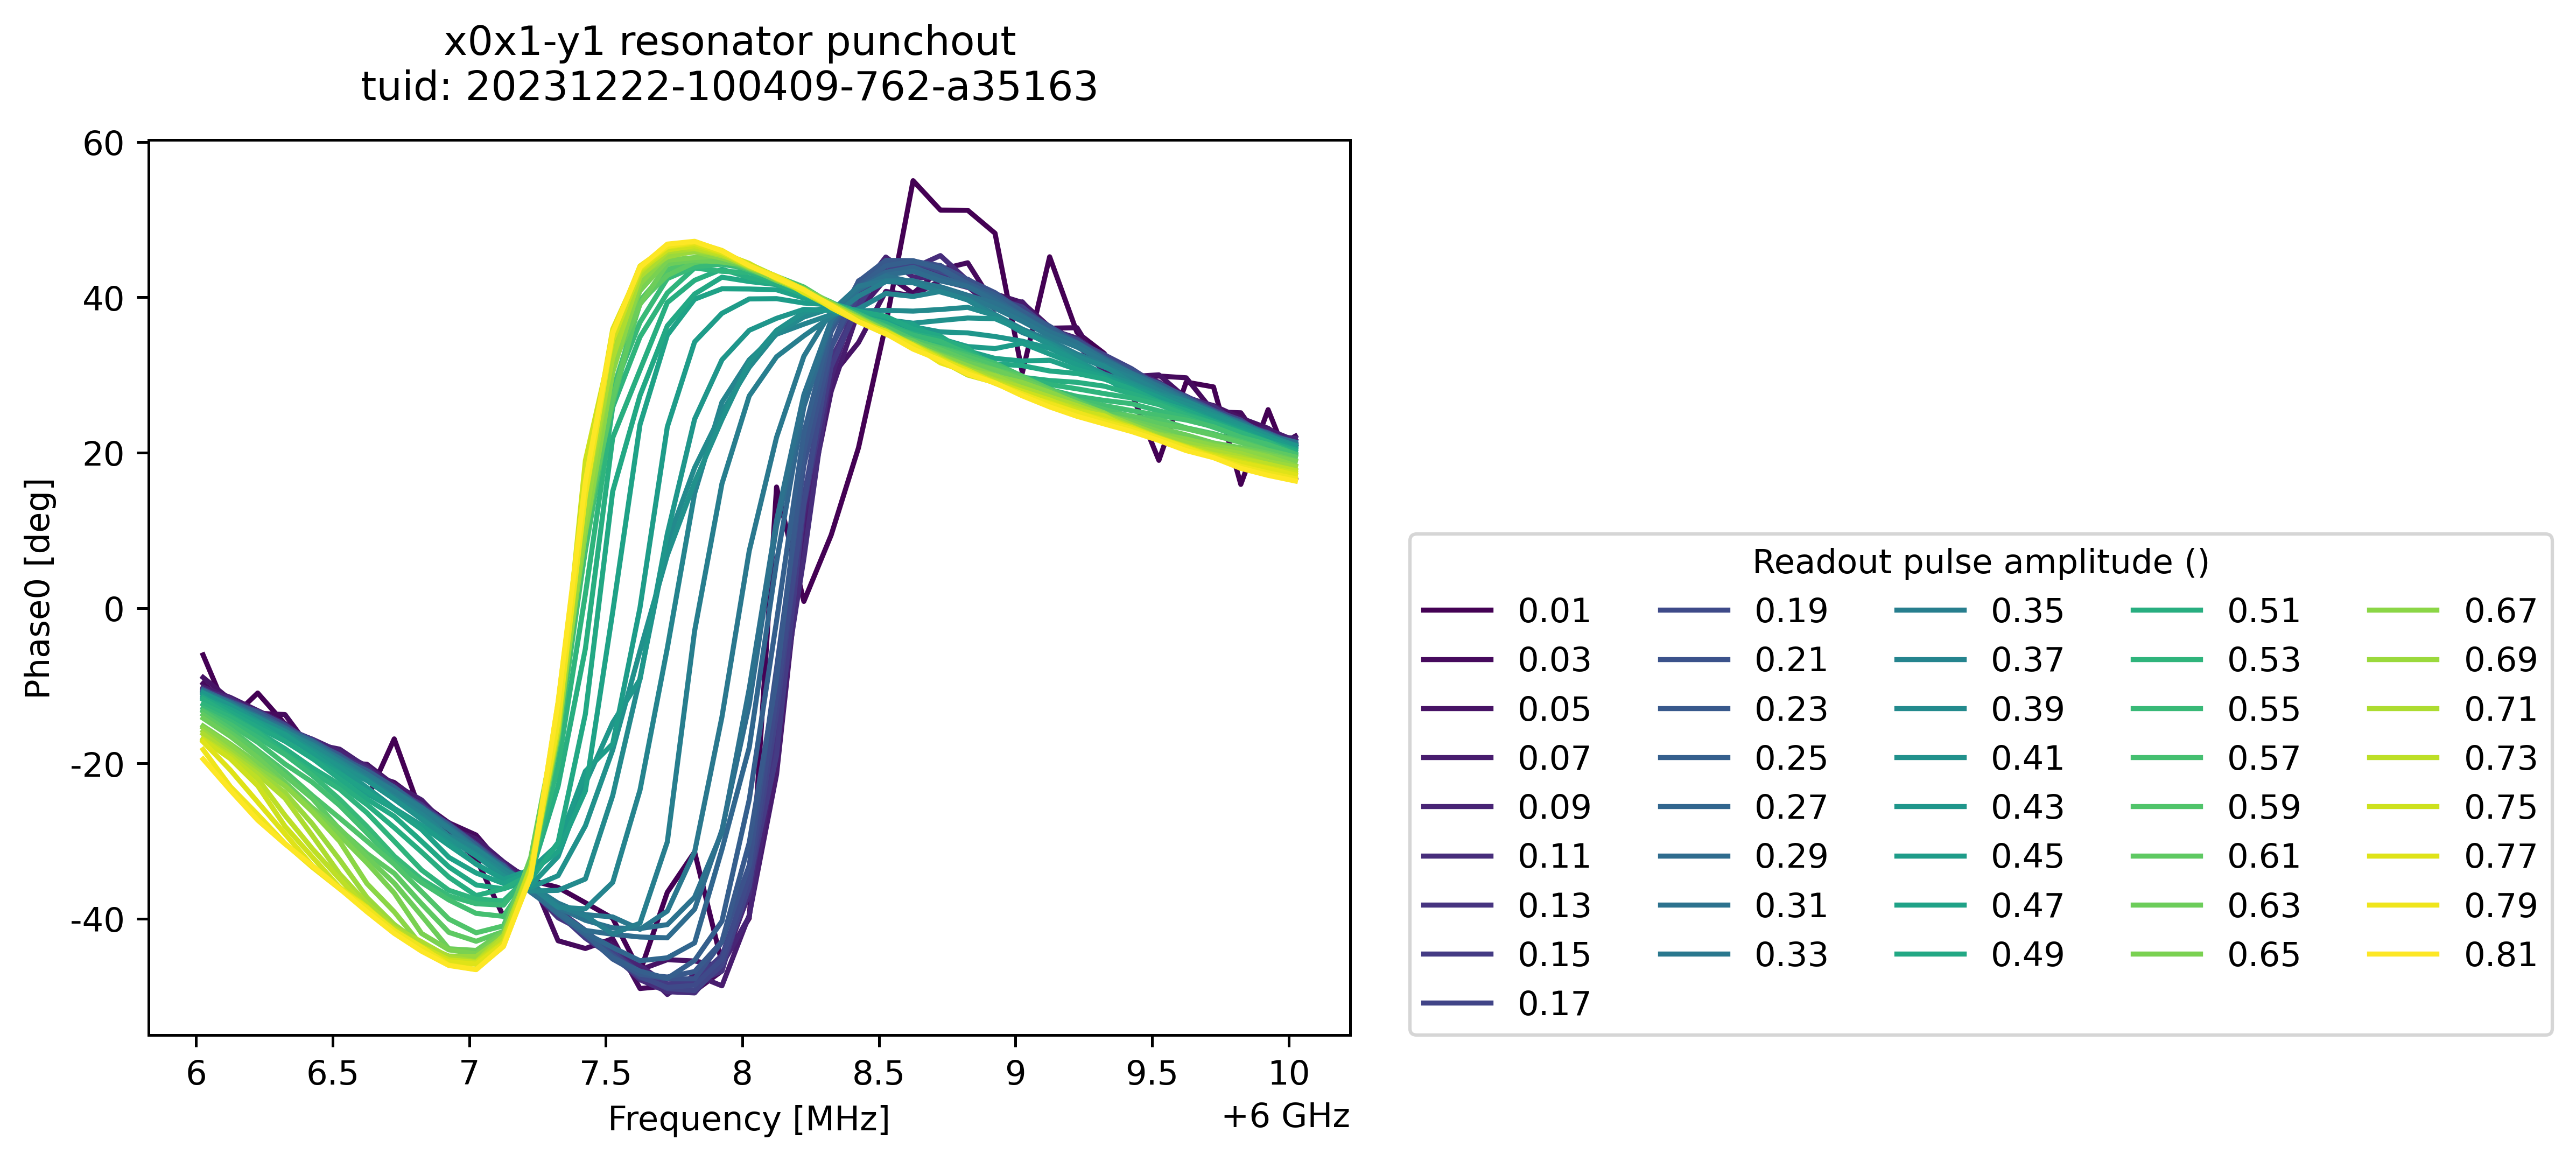 x0x1-y1 resonator punchout
tuid: 20231222-100409-762-a35163
60
40
20
0
-20
-40
Phase0 [deg]
6 6.5 7 7.5 8 8.5 9 9.5 10
Frequency [MHz]
+6 GHz
Readout pulse amplitude ()
0.01 0.19 0.35 0.51 0.67
0.03 0.21 0.37 0.53 0.69
0.05 0.23 0.39 0.55 0.71
0.07 0.25 0.41 0.57 0.73
0.09 0.27 0.43 0.59 0.75
0.11 0.29 0.45 0.61 0.77
0.13 0.31 0.47 0.63 0.79
0.15 0.33 0.49 0.65 0.81
0.17